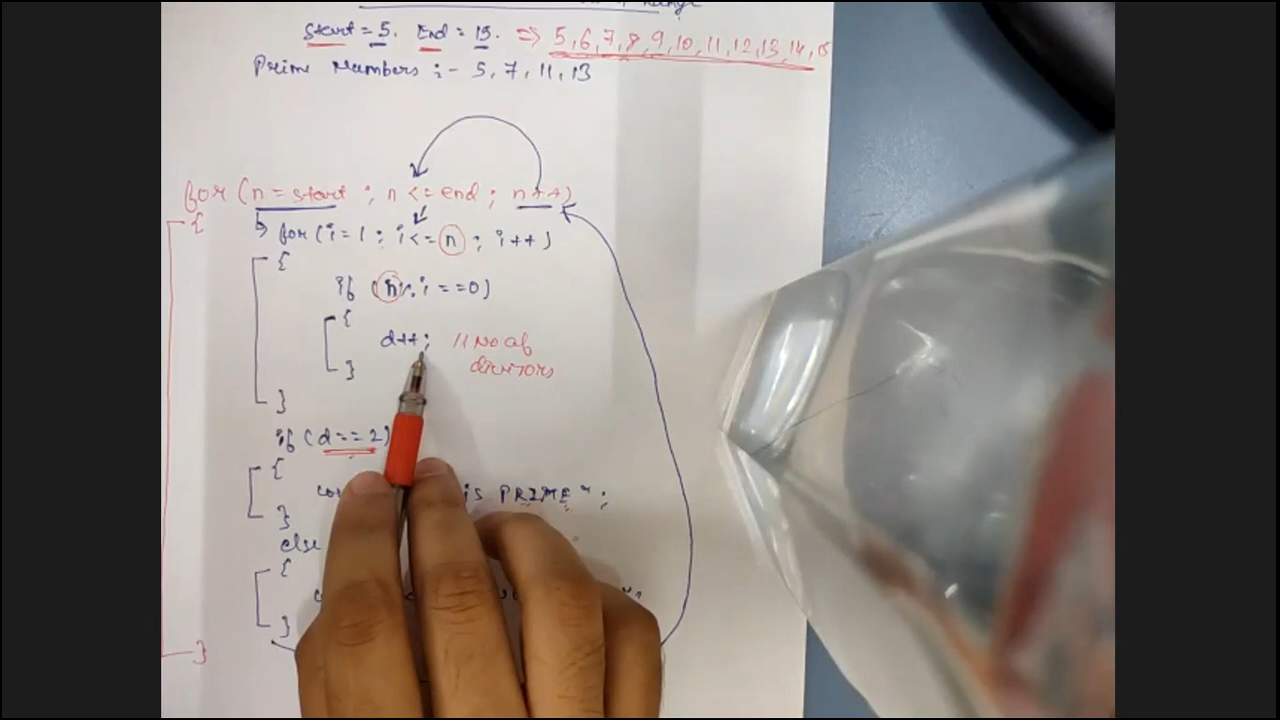 Range
Start = 5. End = 15. => 5, 6, 7, 8, 9, 10, 11, 12, 13, 14, 15
Prime Numbers :- 5, 7, 11, 13
for (n = start ; n <= end ; n++)
{
for (i = 1 ; i <= n ; i++)
{
if (n % i == 0)
{
d++; // No of
divisors
}
}
if (d == 2)
{
is PRIME";
}
else
{
}
}